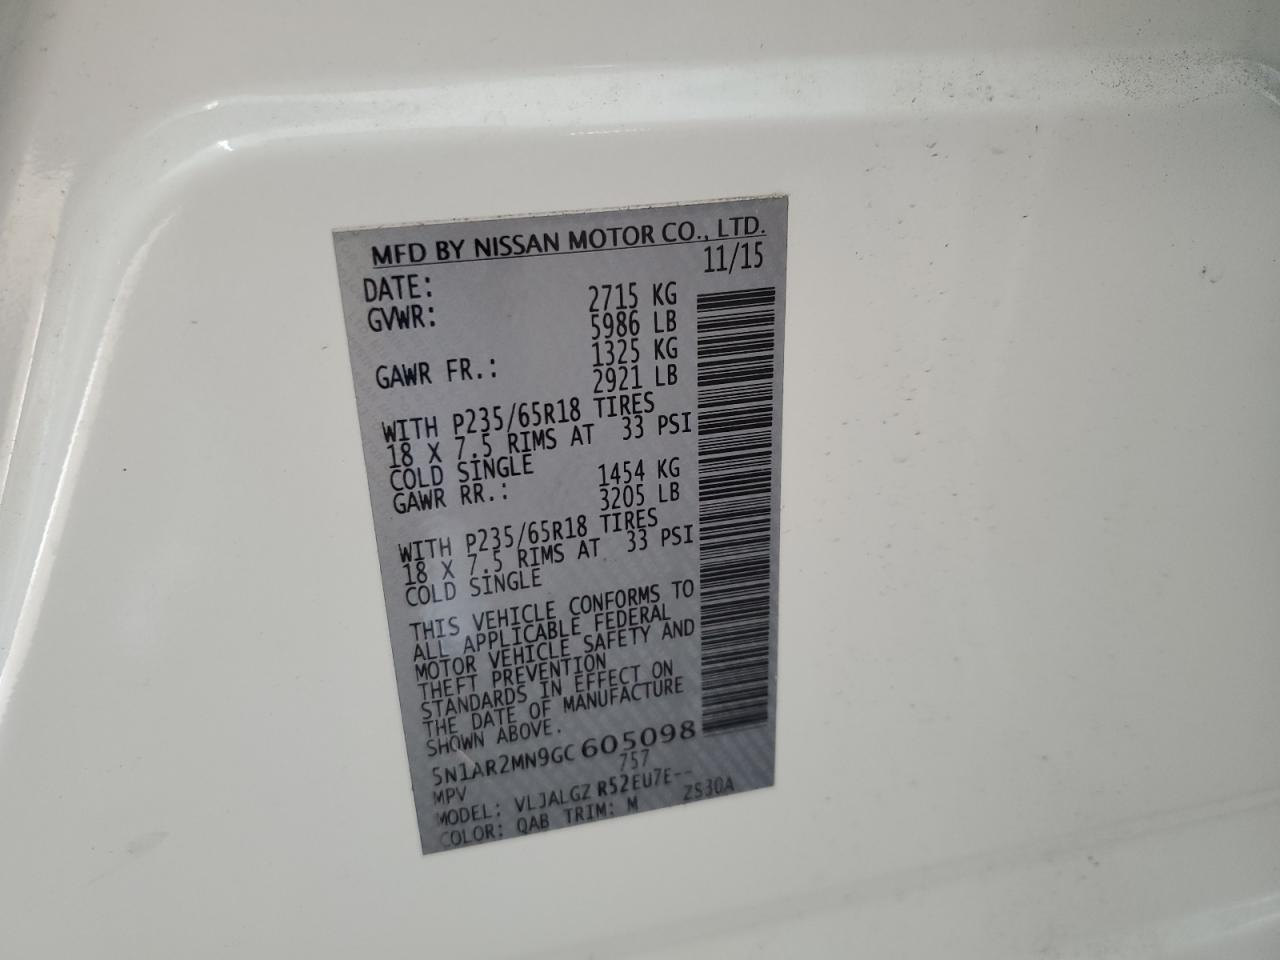 MFD BY NISSAN MOTOR CO., LTD.
DATE: 11/15
GVWR: 2715 KG
5986 LB
GAWR FR.: 1325 KG
2921 LB
WITH P235/65R18 TIRES
18 X 7.5 RIMS AT 33 PSI
COLD SINGLE
GAWR RR.: 1454 KG
3205 LB
WITH P235/65R18 TIRES
18 X 7.5 RIMS AT 33 PSI
COLD SINGLE
THIS VEHICLE CONFORMS TO
ALL APPLICABLE FEDERAL
MOTOR VEHICLE SAFETY AND
THEFT PREVENTION
STANDARDS IN EFFECT ON
THE DATE OF MANUFACTURE
SHOWN ABOVE.
5N1AR2MN9GC 605098
MPV 757
MODEL: VLJALGZ R52EU7E--
COLOR: QAB TRIM: M ZS30A